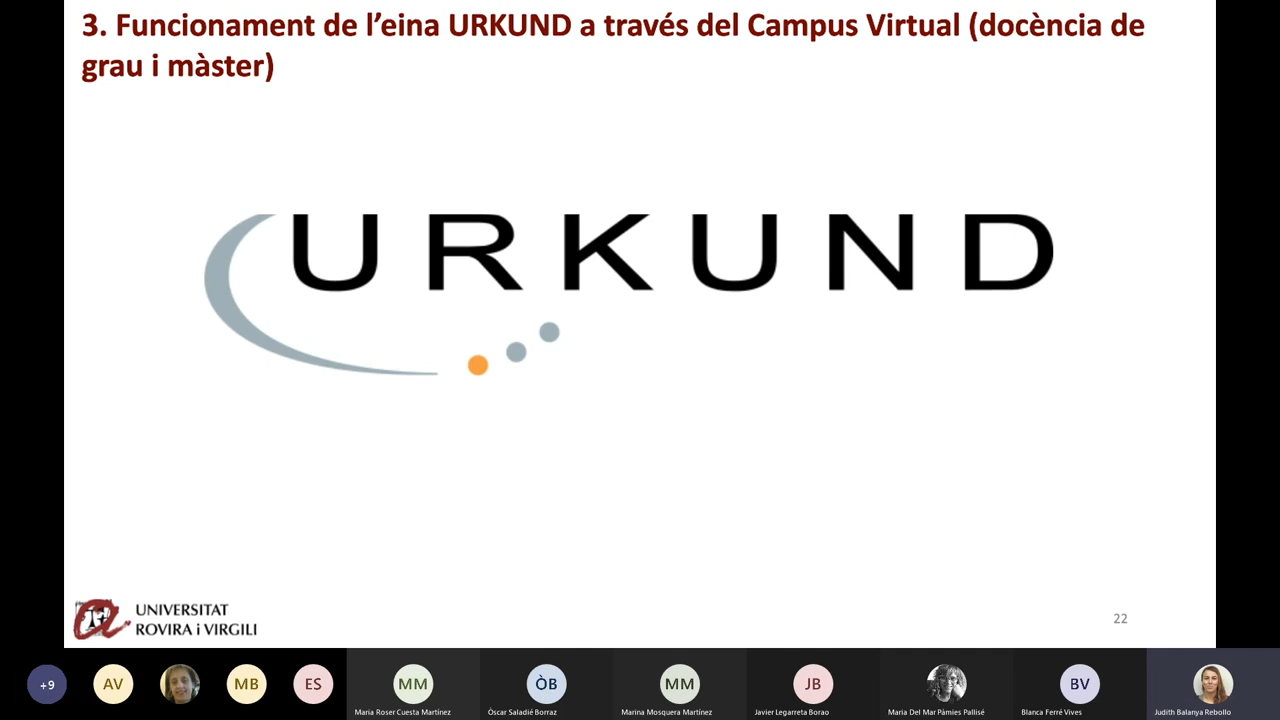 3. Funcionament de l’eina URKUND a través del Campus Virtual (docència de
grau i màster)
URKUND
UNIVERSITAT
ROVIRA i VIRGILI
22
+9
AV
MB
ES
MM
ÒB
MM
JB
BV
Maria Roser Cuesta Martínez
Òscar Saladié Borraz
Marina Mosquera Martínez
Javier Legarreta Borao
Maria Del Mar Pàmies Pallisé
Blanca Ferré Vives
Judith Balanya Rebollo